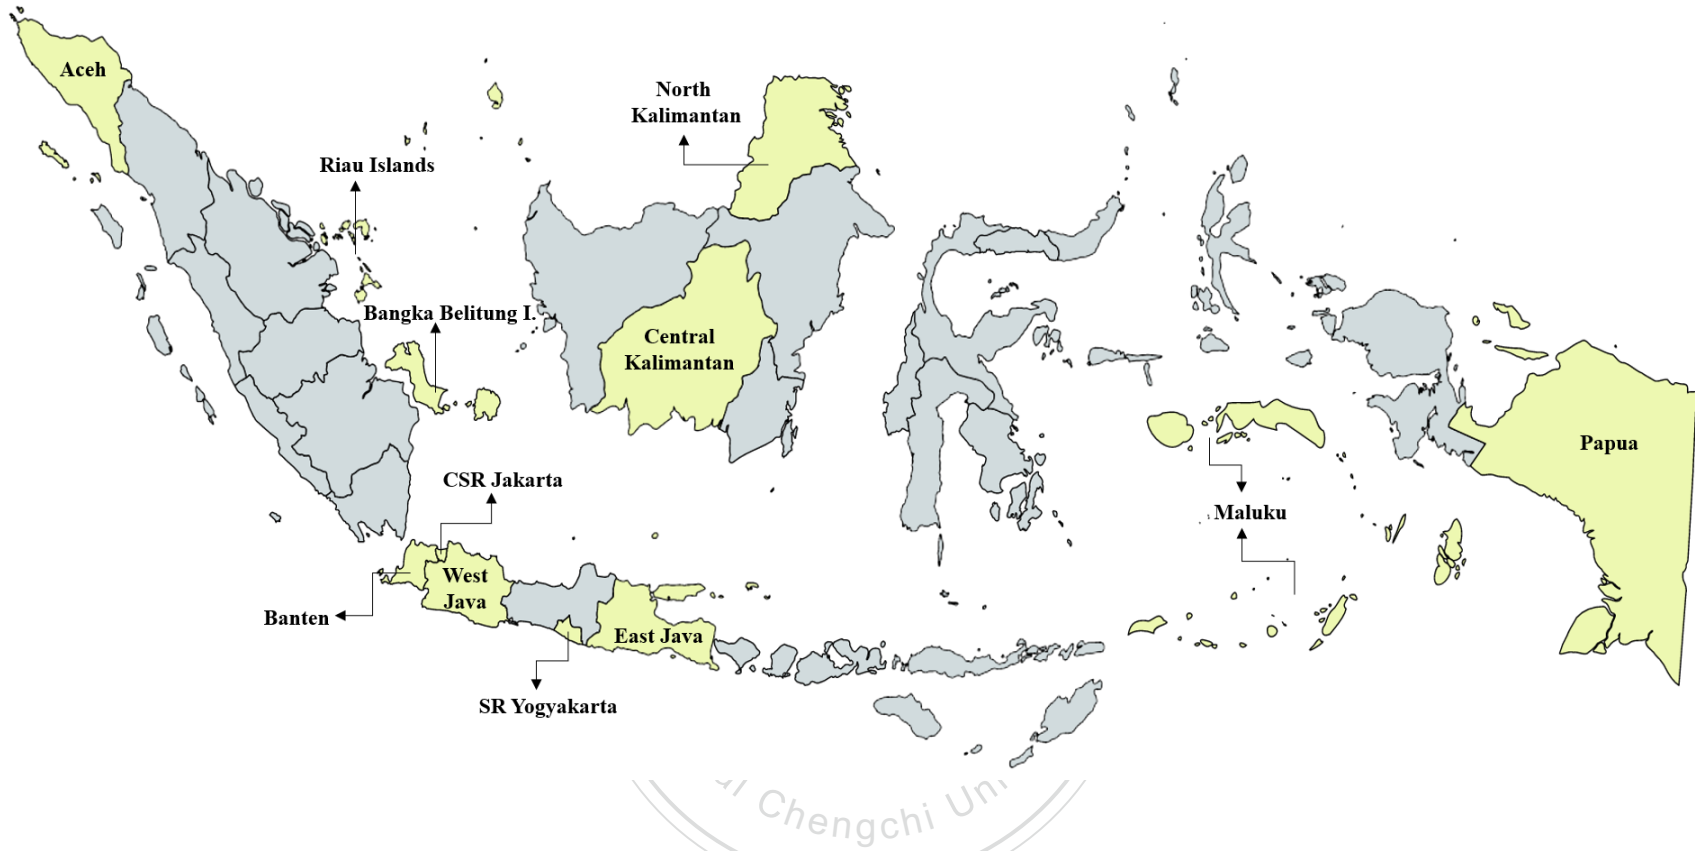 Aceh
North
Kalimantan
Riau Islands
Bangka Belitung I.
Central
Kalimantan
Papua
CSR Jakarta
Maluku
West
Java
Banten
East Java
SR Yogyakarta
Chengchi